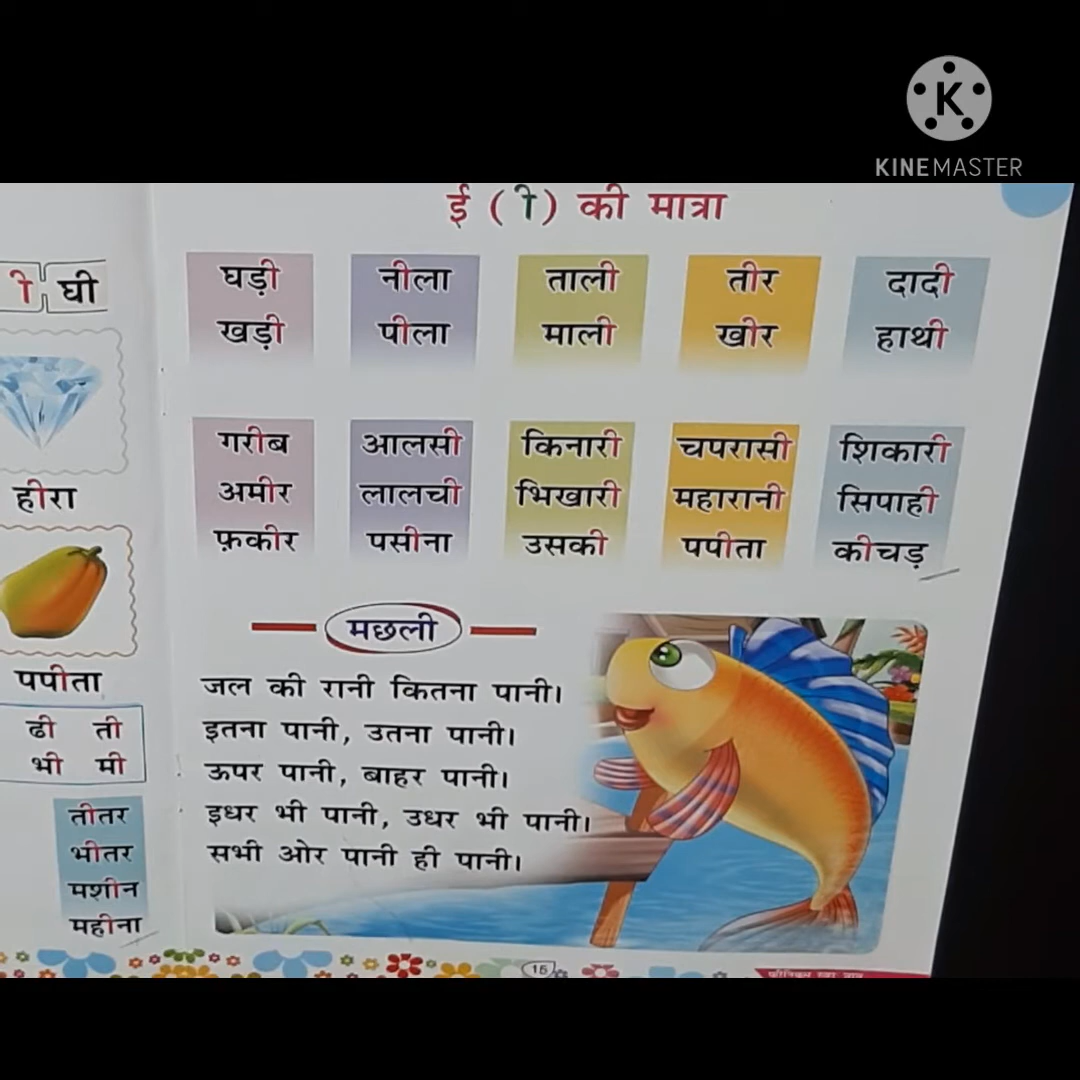 KINEMASTER
ी घी
हीरा
पपीता
ढी ती
भी मी
तीतर
भीतर
मशीन
महीना
ई ( ी ) की मात्रा
घड़ी नीला ताली तीर दादी
खड़ी पीला माली खीर हाथी
गरीब आलसी किनारी चपरासी शिकारी
अमीर लालची भिखारी महारानी सिपाही
फ़कीर पसीना उसकी पपीता कीचड़
मछली
जल की रानी कितना पानी।
इतना पानी, उतना पानी।
ऊपर पानी, बाहर पानी।
इधर भी पानी, उधर भी पानी।
सभी ओर पानी ही पानी।
15